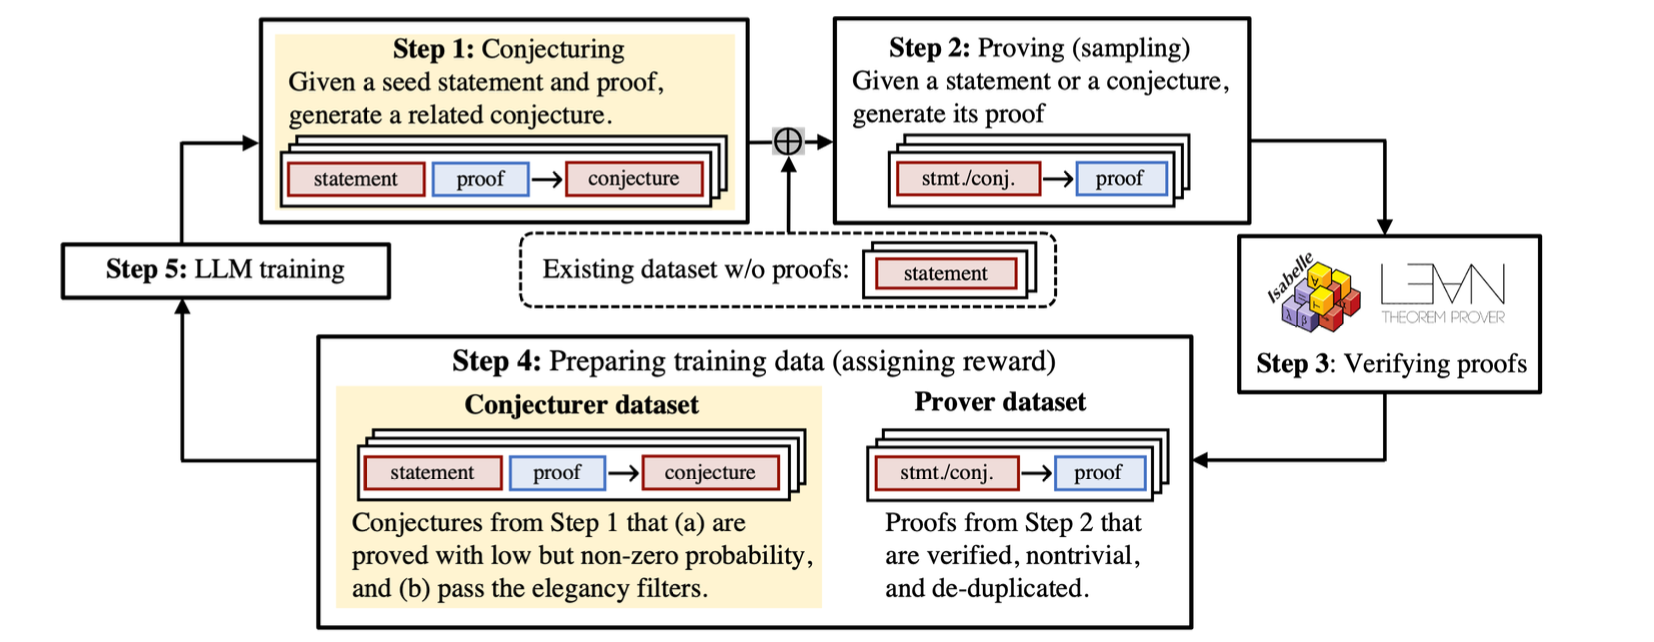 Step 1: Conjecturing
Given a seed statement and proof,
generate a related conjecture.
statement proof → conjecture
Step 2: Proving (sampling)
Given a statement or a conjecture,
generate its proof
stmt./conj. → proof
Existing dataset w/o proofs: statement
Isabelle
LEAN
THEOREM PROVER
Step 3: Verifying proofs
Step 4: Preparing training data (assigning reward)
Conjecturer dataset
statement proof → conjecture
Conjectures from Step 1 that (a) are
proved with low but non-zero probability,
and (b) pass the elegancy filters.
Prover dataset
stmt./conj. → proof
Proofs from Step 2 that
are verified, nontrivial,
and de-duplicated.
Step 5: LLM training